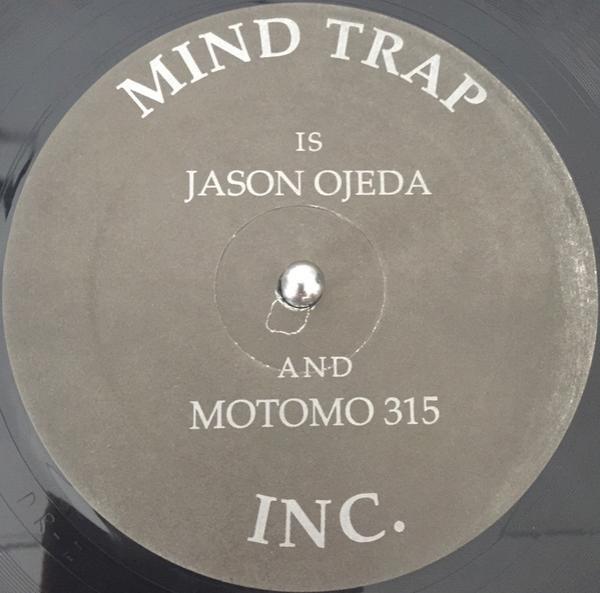 MIND TRAP
IS
JASON OJEDA
AND
MOTOMO 315
INC.